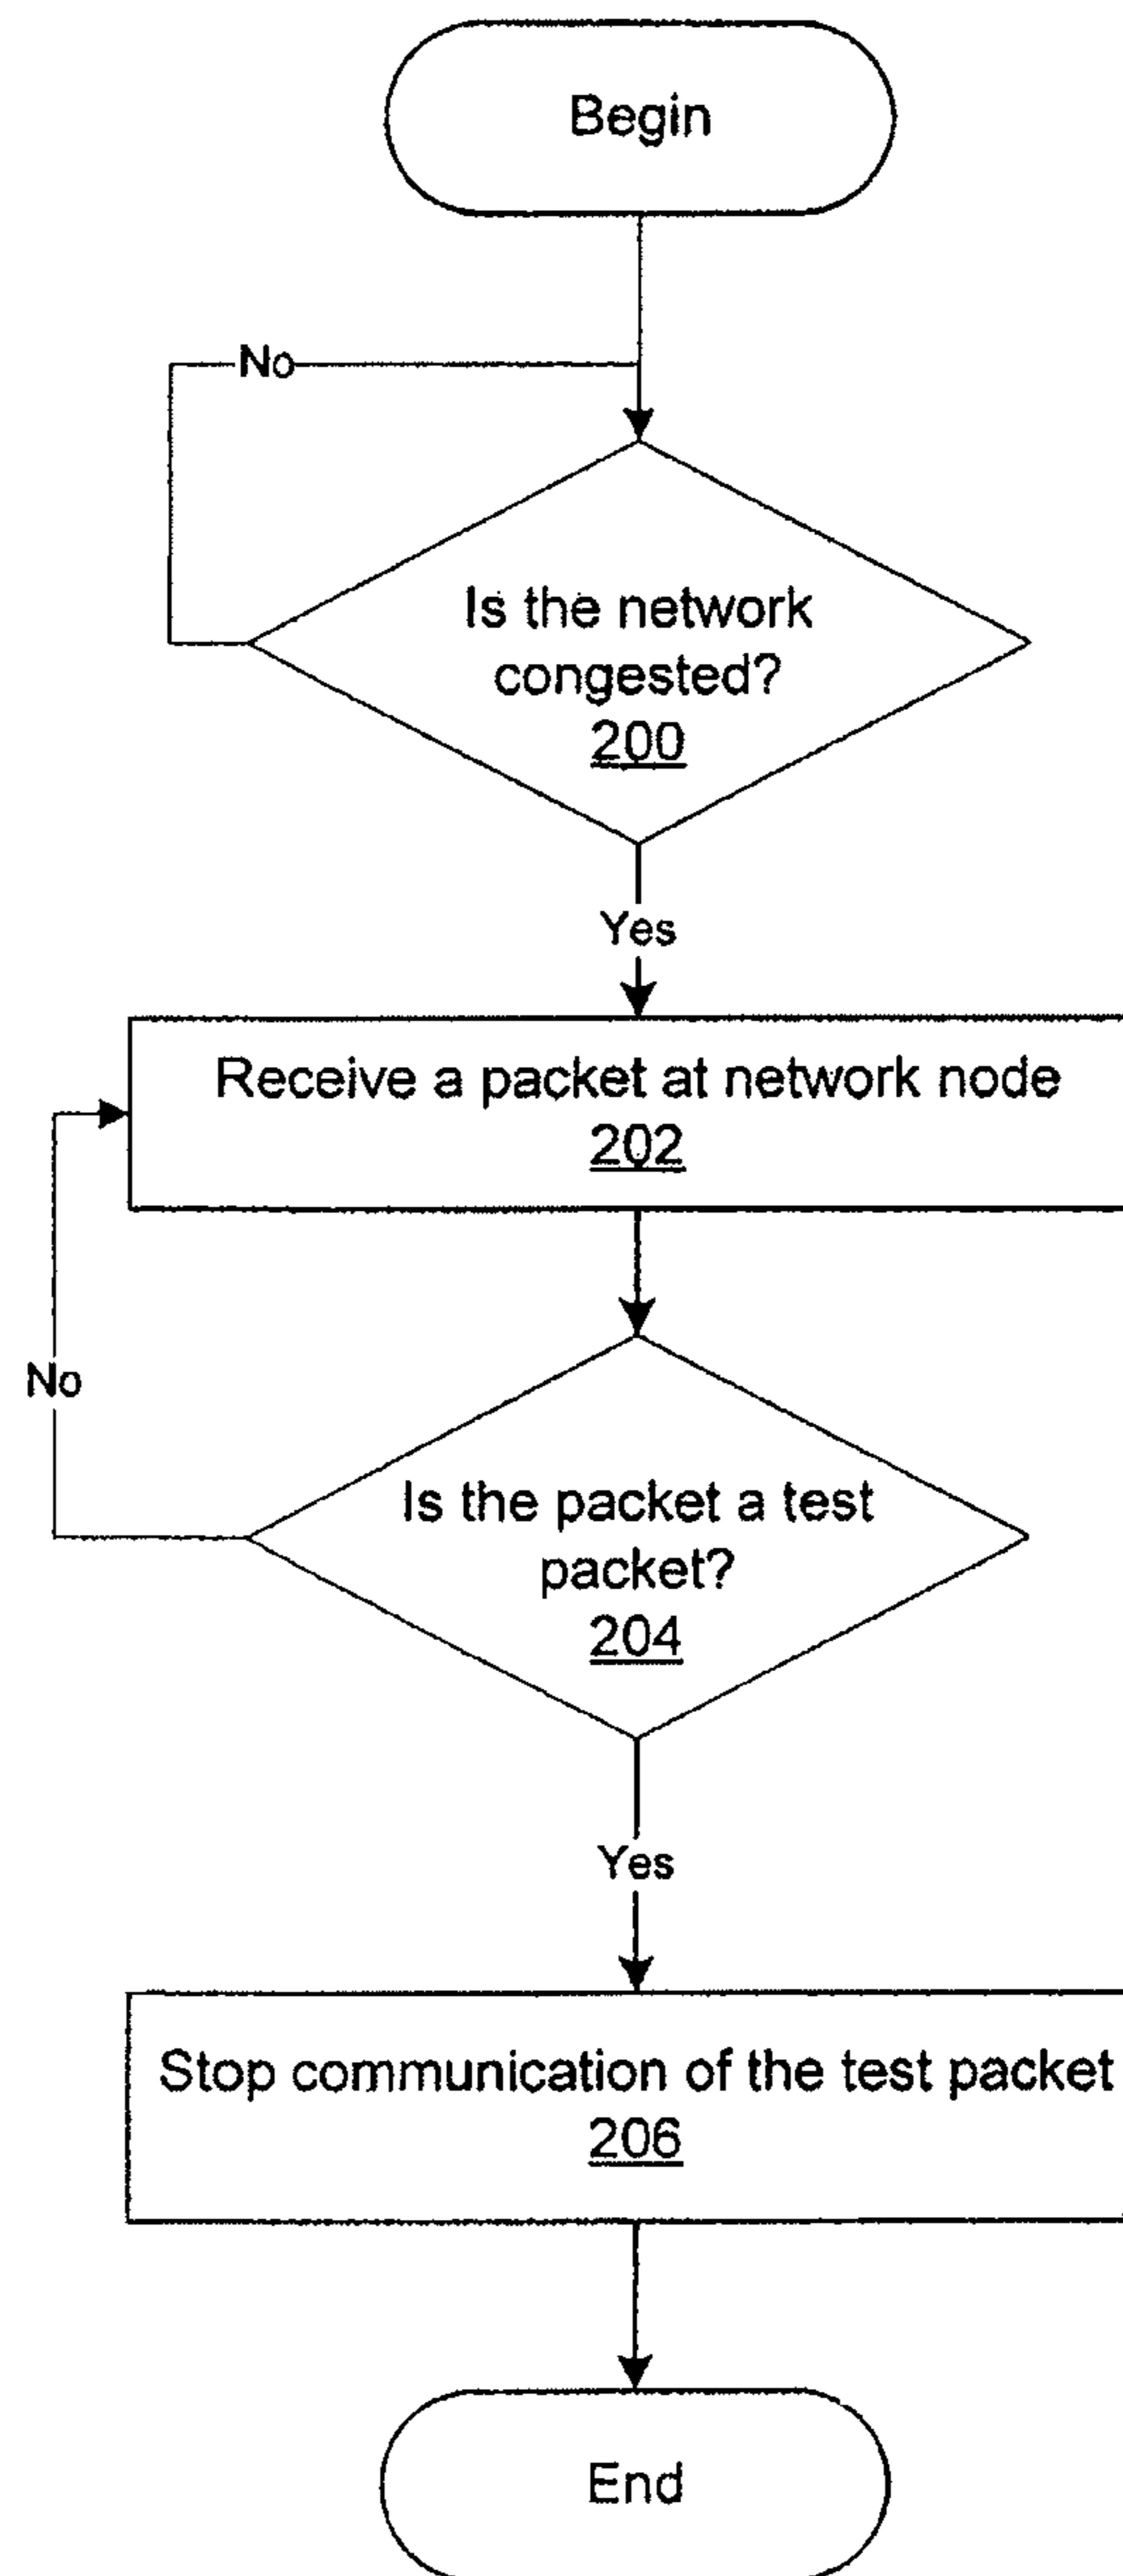 Begin
No
Is the network
congested?
200
Yes
Receive a packet at network node
202
No
Is the packet a test
packet?
204
Yes
Stop communication of the test packet
206
End